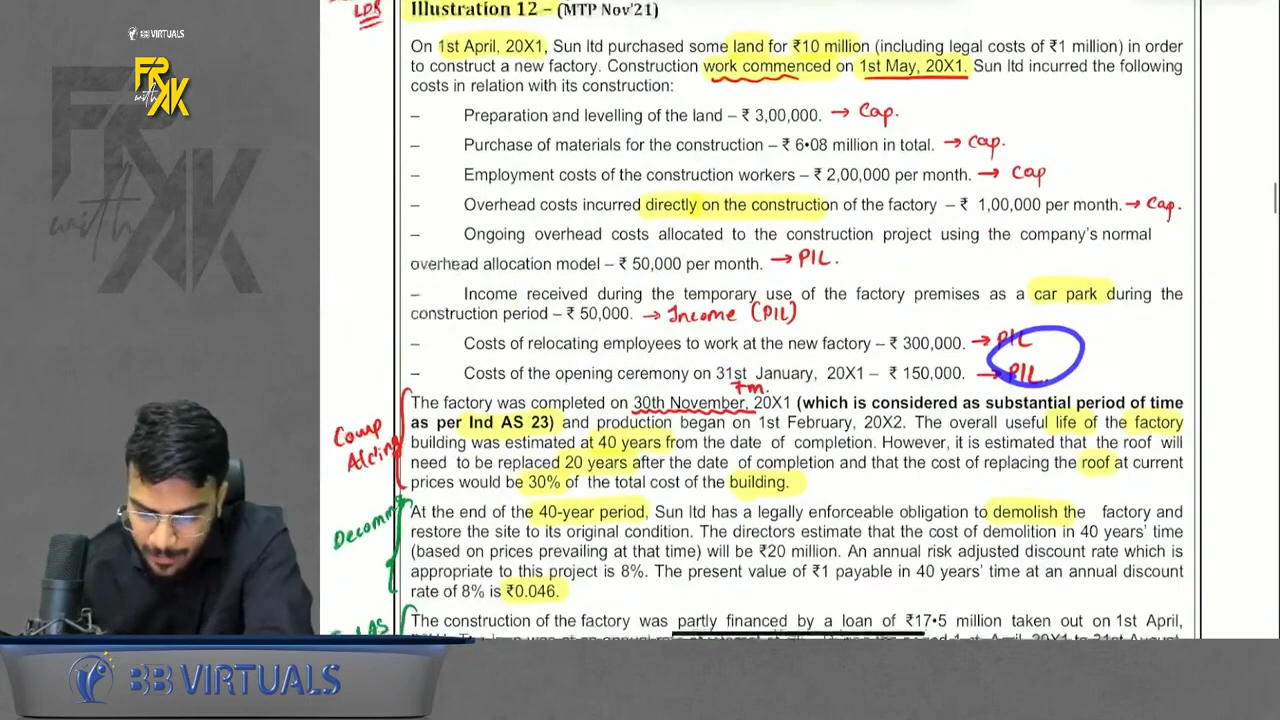 LDR
Illustration 12 – (MTP Nov'21)
BB VIRTUALS
FR
with
AK
On 1st April, 20X1, Sun ltd purchased some land for ₹10 million (including legal costs of ₹1 million) in order
to construct a new factory. Construction work commenced on 1st May, 20X1. Sun ltd incurred the following
costs in relation with its construction:
– Preparation and levelling of the land – ₹ 3,00,000. → Cap.
– Purchase of materials for the construction – ₹ 6•08 million in total. → Cap.
– Employment costs of the construction workers – ₹ 2,00,000 per month. → Cap
– Overhead costs incurred directly on the construction of the factory – ₹ 1,00,000 per month. → Cap.
– Ongoing overhead costs allocated to the construction project using the company's normal
overhead allocation model – ₹ 50,000 per month. → P/L.
– Income received during the temporary use of the factory premises as a car park during the
construction period – ₹ 50,000. → Income (P/L)
– Costs of relocating employees to work at the new factory – ₹ 300,000. → P/L
– Costs of the opening ceremony on 31st January, 20X1 – ₹ 150,000. → P/L.
7m.
The factory was completed on 30th November, 20X1 (which is considered as substantial period of time
as per Ind AS 23) and production began on 1st February, 20X2. The overall useful life of the factory
building was estimated at 40 years from the date of completion. However, it is estimated that the roof will
need to be replaced 20 years after the date of completion and that the cost of replacing the roof at current
prices would be 30% of the total cost of the building.
Comp
Adding
At the end of the 40-year period, Sun ltd has a legally enforceable obligation to demolish the factory and
restore the site to its original condition. The directors estimate that the cost of demolition in 40 years' time
(based on prices prevailing at that time) will be ₹20 million. An annual risk adjusted discount rate which is
appropriate to this project is 8%. The present value of ₹1 payable in 40 years' time at an annual discount
rate of 8% is ₹0.046.
Decomm
The construction of the factory was partly financed by a loan of ₹17•5 million taken out on 1st April,
BB VIRTUALS